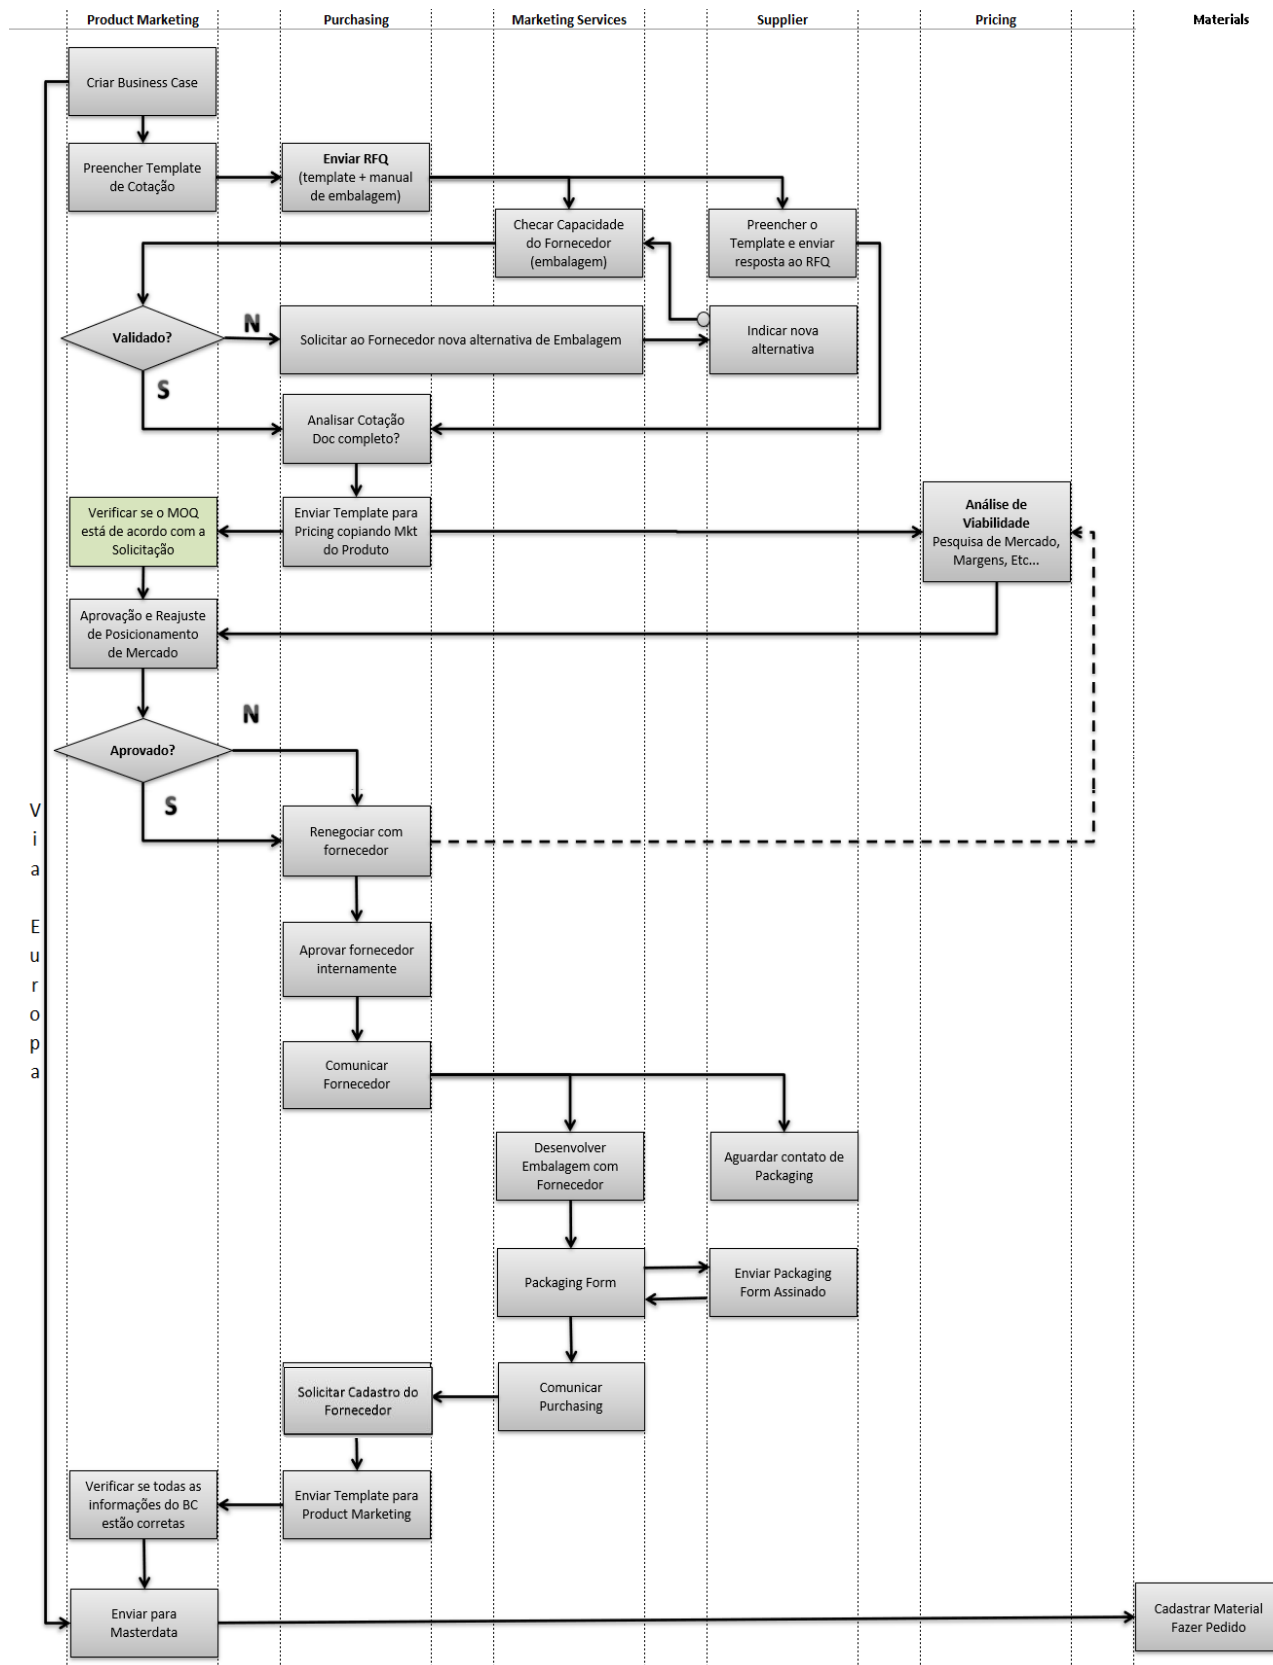 Product Marketing
Purchasing
Marketing Services
Supplier
Pricing
Materials
Criar Business Case
Preencher Template
de Cotação
Enviar RFQ
(template + manual
de embalagem)
Checar Capacidade
do Fornecedor
(embalagem)
Preencher o
Template e enviar
resposta ao RFQ
Validado?
N
Solicitar ao Fornecedor nova alternativa de Embalagem
Indicar nova
alternativa
S
Analisar Cotação
Doc completo?
Verificar se o MOQ
está de acordo com a
Solicitação
Enviar Template para
Pricing copiando Mkt
do Produto
Análise de
Viabilidade
Pesquisa de Mercado,
Margens, Etc...
Aprovação e Reajuste
de Posicionamento
de Mercado
N
Aprovado?
S
Renegociar com
fornecedor
Via Europa
Aprovar fornecedor
internamente
Comunicar
Fornecedor
Desenvolver
Embalagem com
Fornecedor
Aguardar contato de
Packaging
Packaging Form
Enviar Packaging
Form Assinado
Solicitar Cadastro do
Fornecedor
Comunicar
Purchasing
Verificar se todas as
informações do BC
estão corretas
Enviar Template para
Product Marketing
Enviar para
Masterdata
Cadastrar Material
Fazer Pedido